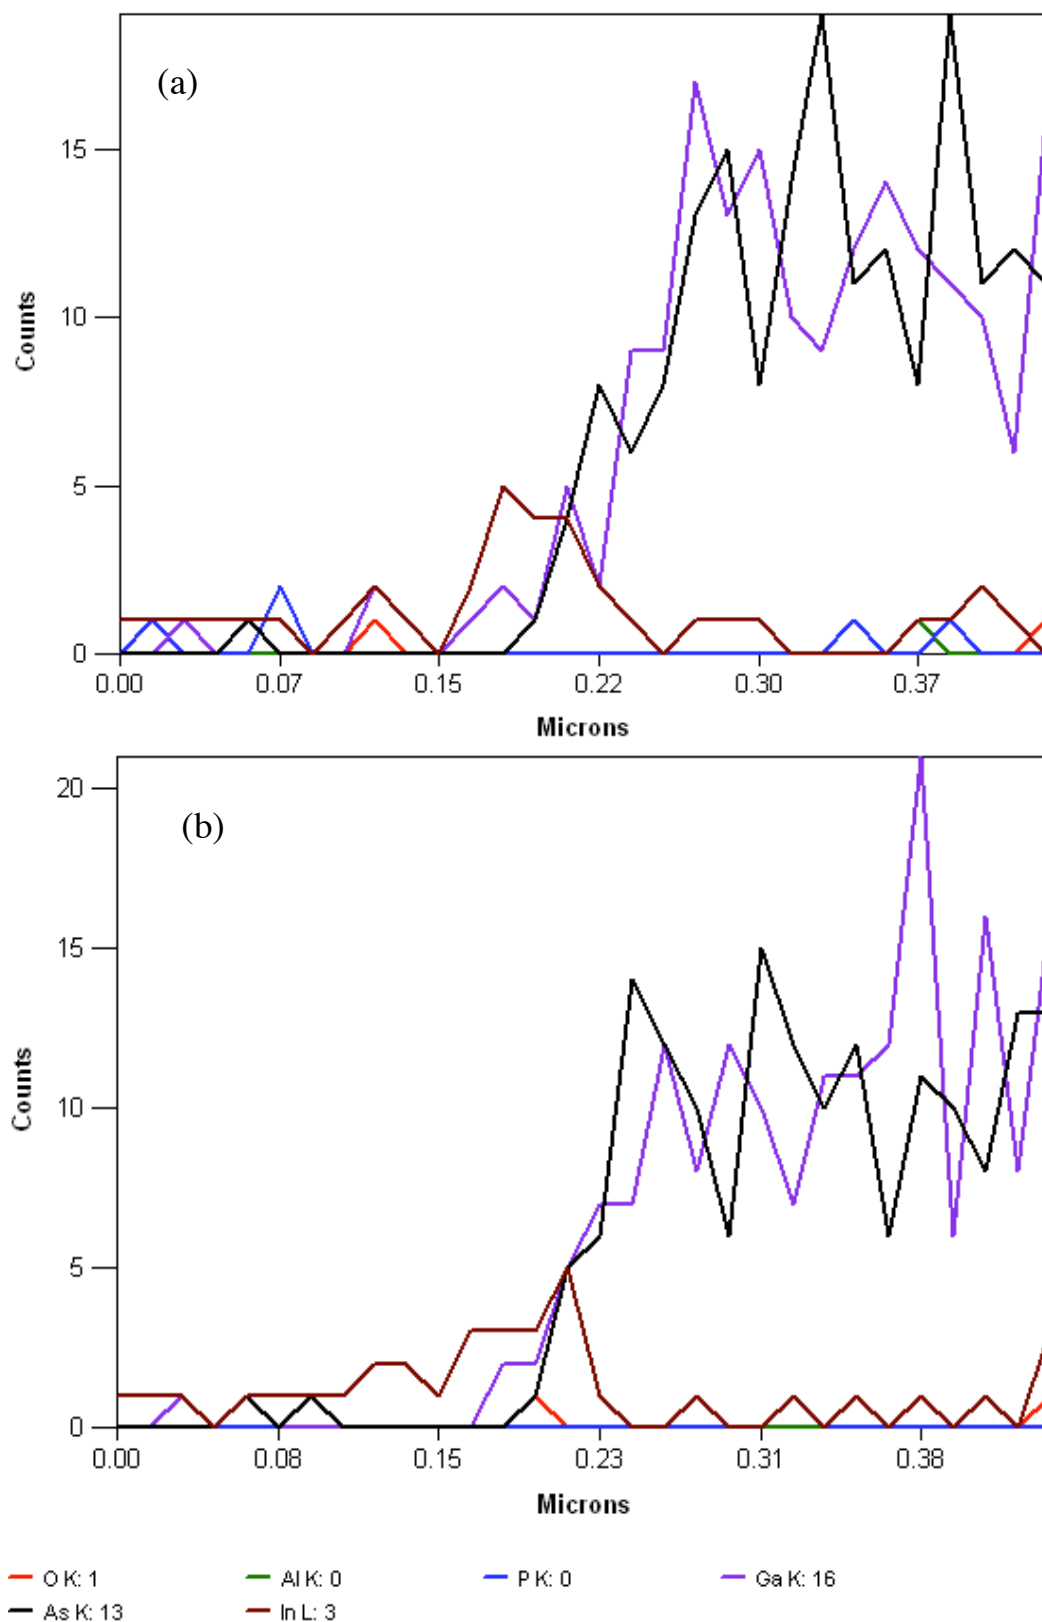 (a)
15
10
5
0
Counts
0.00 0.07 0.15 0.22 0.30 0.37
Microns
(b)
20
15
10
5
0
Counts
0.00 0.08 0.15 0.23 0.31 0.38
Microns
O K: 1 Al K: 0 P K: 0 Ga K: 16
As K: 13 In L: 3